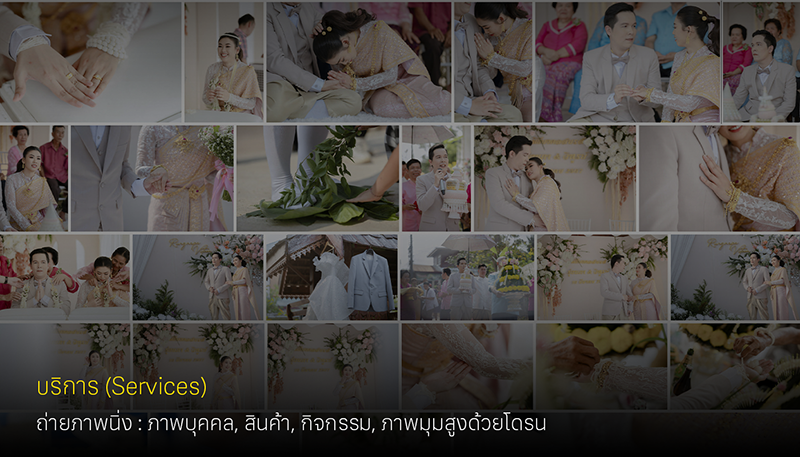 บริการ (Services)
ถ่ายภาพนิ่ง : ภาพบุคคล, สินค้า, กิจกรรม, ภาพมุมสูงด้วยโดรน